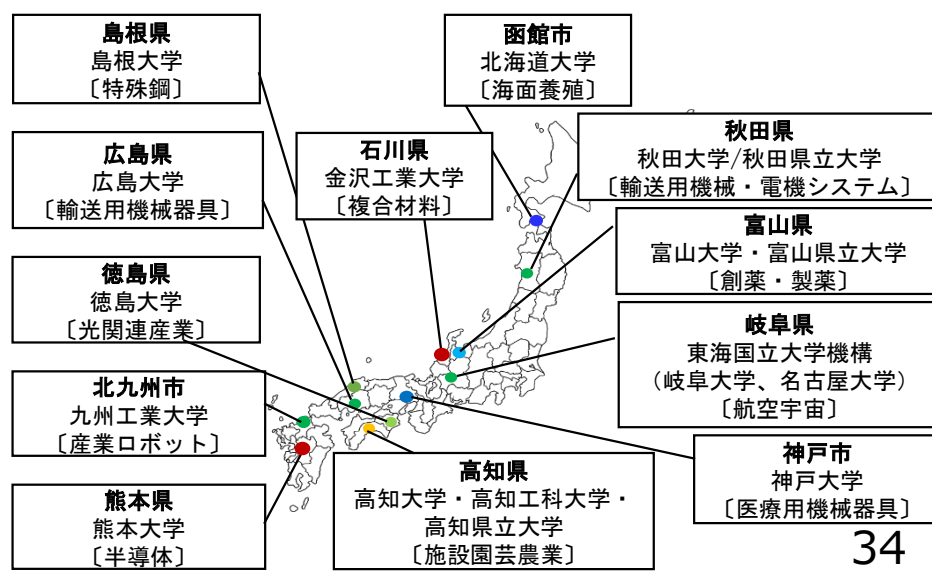 島根県
島根大学
〔特殊鋼〕
函館市
北海道大学
〔海面養殖〕
広島県
広島大学
〔輸送用機械器具〕
石川県
金沢工業大学
〔複合材料〕
秋田県
秋田大学/秋田県立大学
〔輸送用機械・電機システム〕
富山県
富山大学・富山県立大学
〔創薬・製薬〕
徳島県
徳島大学
〔光関連産業〕
岐阜県
東海国立大学機構
（岐阜大学、名古屋大学）
〔航空宇宙〕
北九州市
九州工業大学
〔産業ロボット〕
神戸市
神戸大学
〔医療用機械器具〕
高知県
高知大学・高知工科大学・
高知県立大学
〔施設園芸農業〕
熊本県
熊本大学
〔半導体〕
34